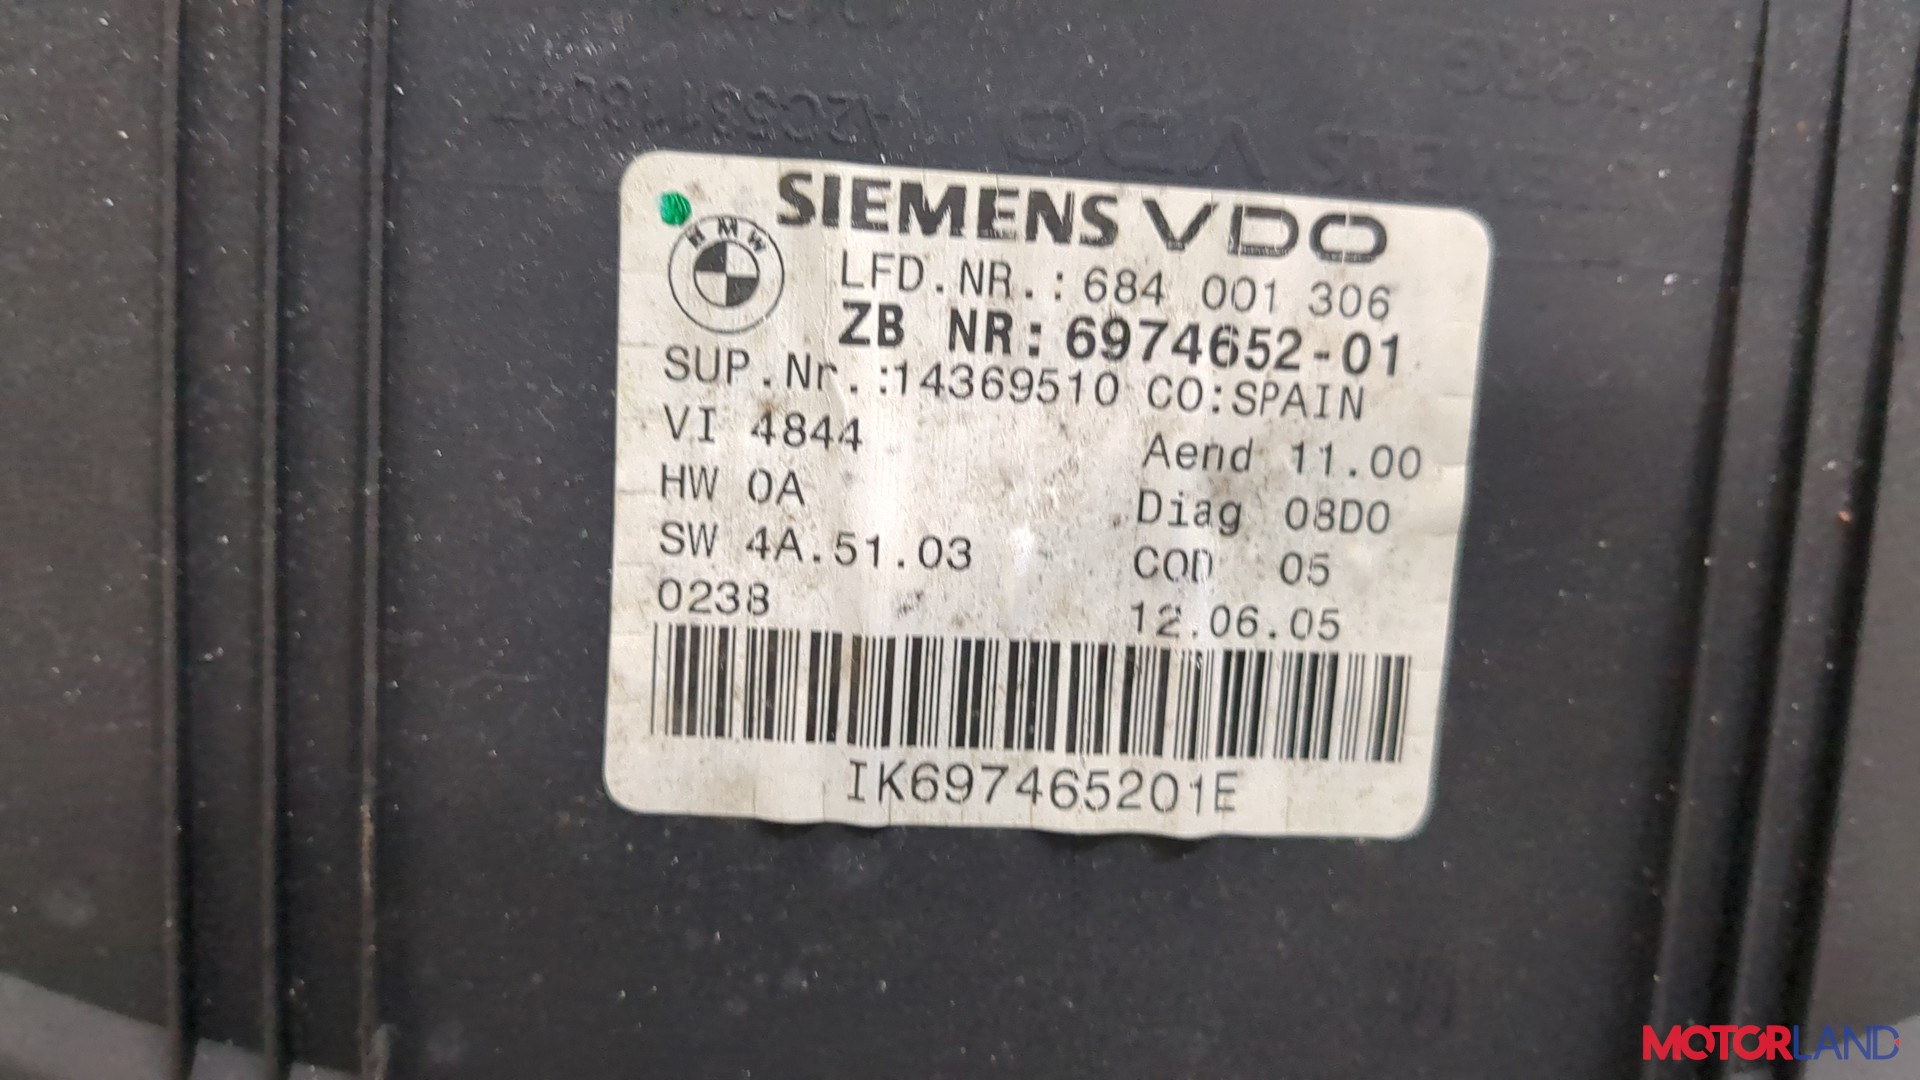 VDO
SIEMENS VDO
BMW
LFD.NR.:684 001 306
ZB NR:6974652-01
SUP.Nr.:14369510 CO:SPAIN
VI 4844
Aend 11.00
HW 0A
Diag 08D0
SW 4A.51.03
COD 05
0238
12.06.05
IK697465201E
MOTORLAND